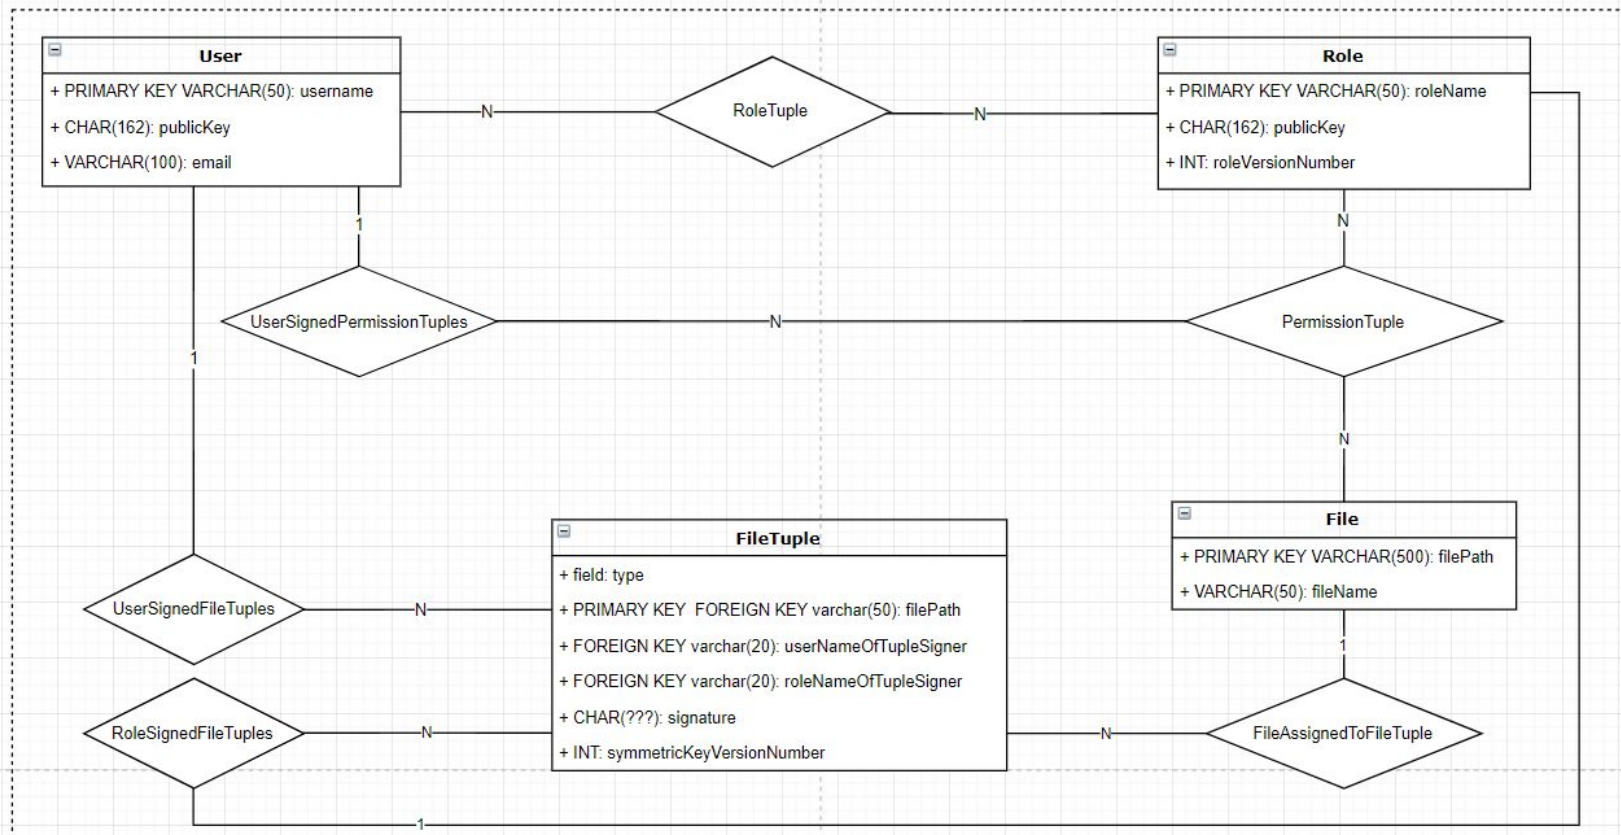 User
+ PRIMARY KEY VARCHAR(50): username
+ CHAR(162): publicKey
+ VARCHAR(100): email
N
RoleTuple
N
Role
+ PRIMARY KEY VARCHAR(50): roleName
+ CHAR(162): publicKey
+ INT: roleVersionNumber
1
N
UserSignedPermissionTuples
N
PermissionTuple
1
N
File
+ PRIMARY KEY VARCHAR(500): filePath
+ VARCHAR(50): fileName
FileTuple
+ field: type
+ PRIMARY KEY  FOREIGN KEY varchar(50): filePath
+ FOREIGN KEY varchar(20): userNameOfTupleSigner
+ FOREIGN KEY varchar(20): roleNameOfTupleSigner
+ CHAR(???): signature
+ INT: symmetricKeyVersionNumber
UserSignedFileTuples
N
1
RoleSignedFileTuples
N
N
FileAssignedToFileTuple
1